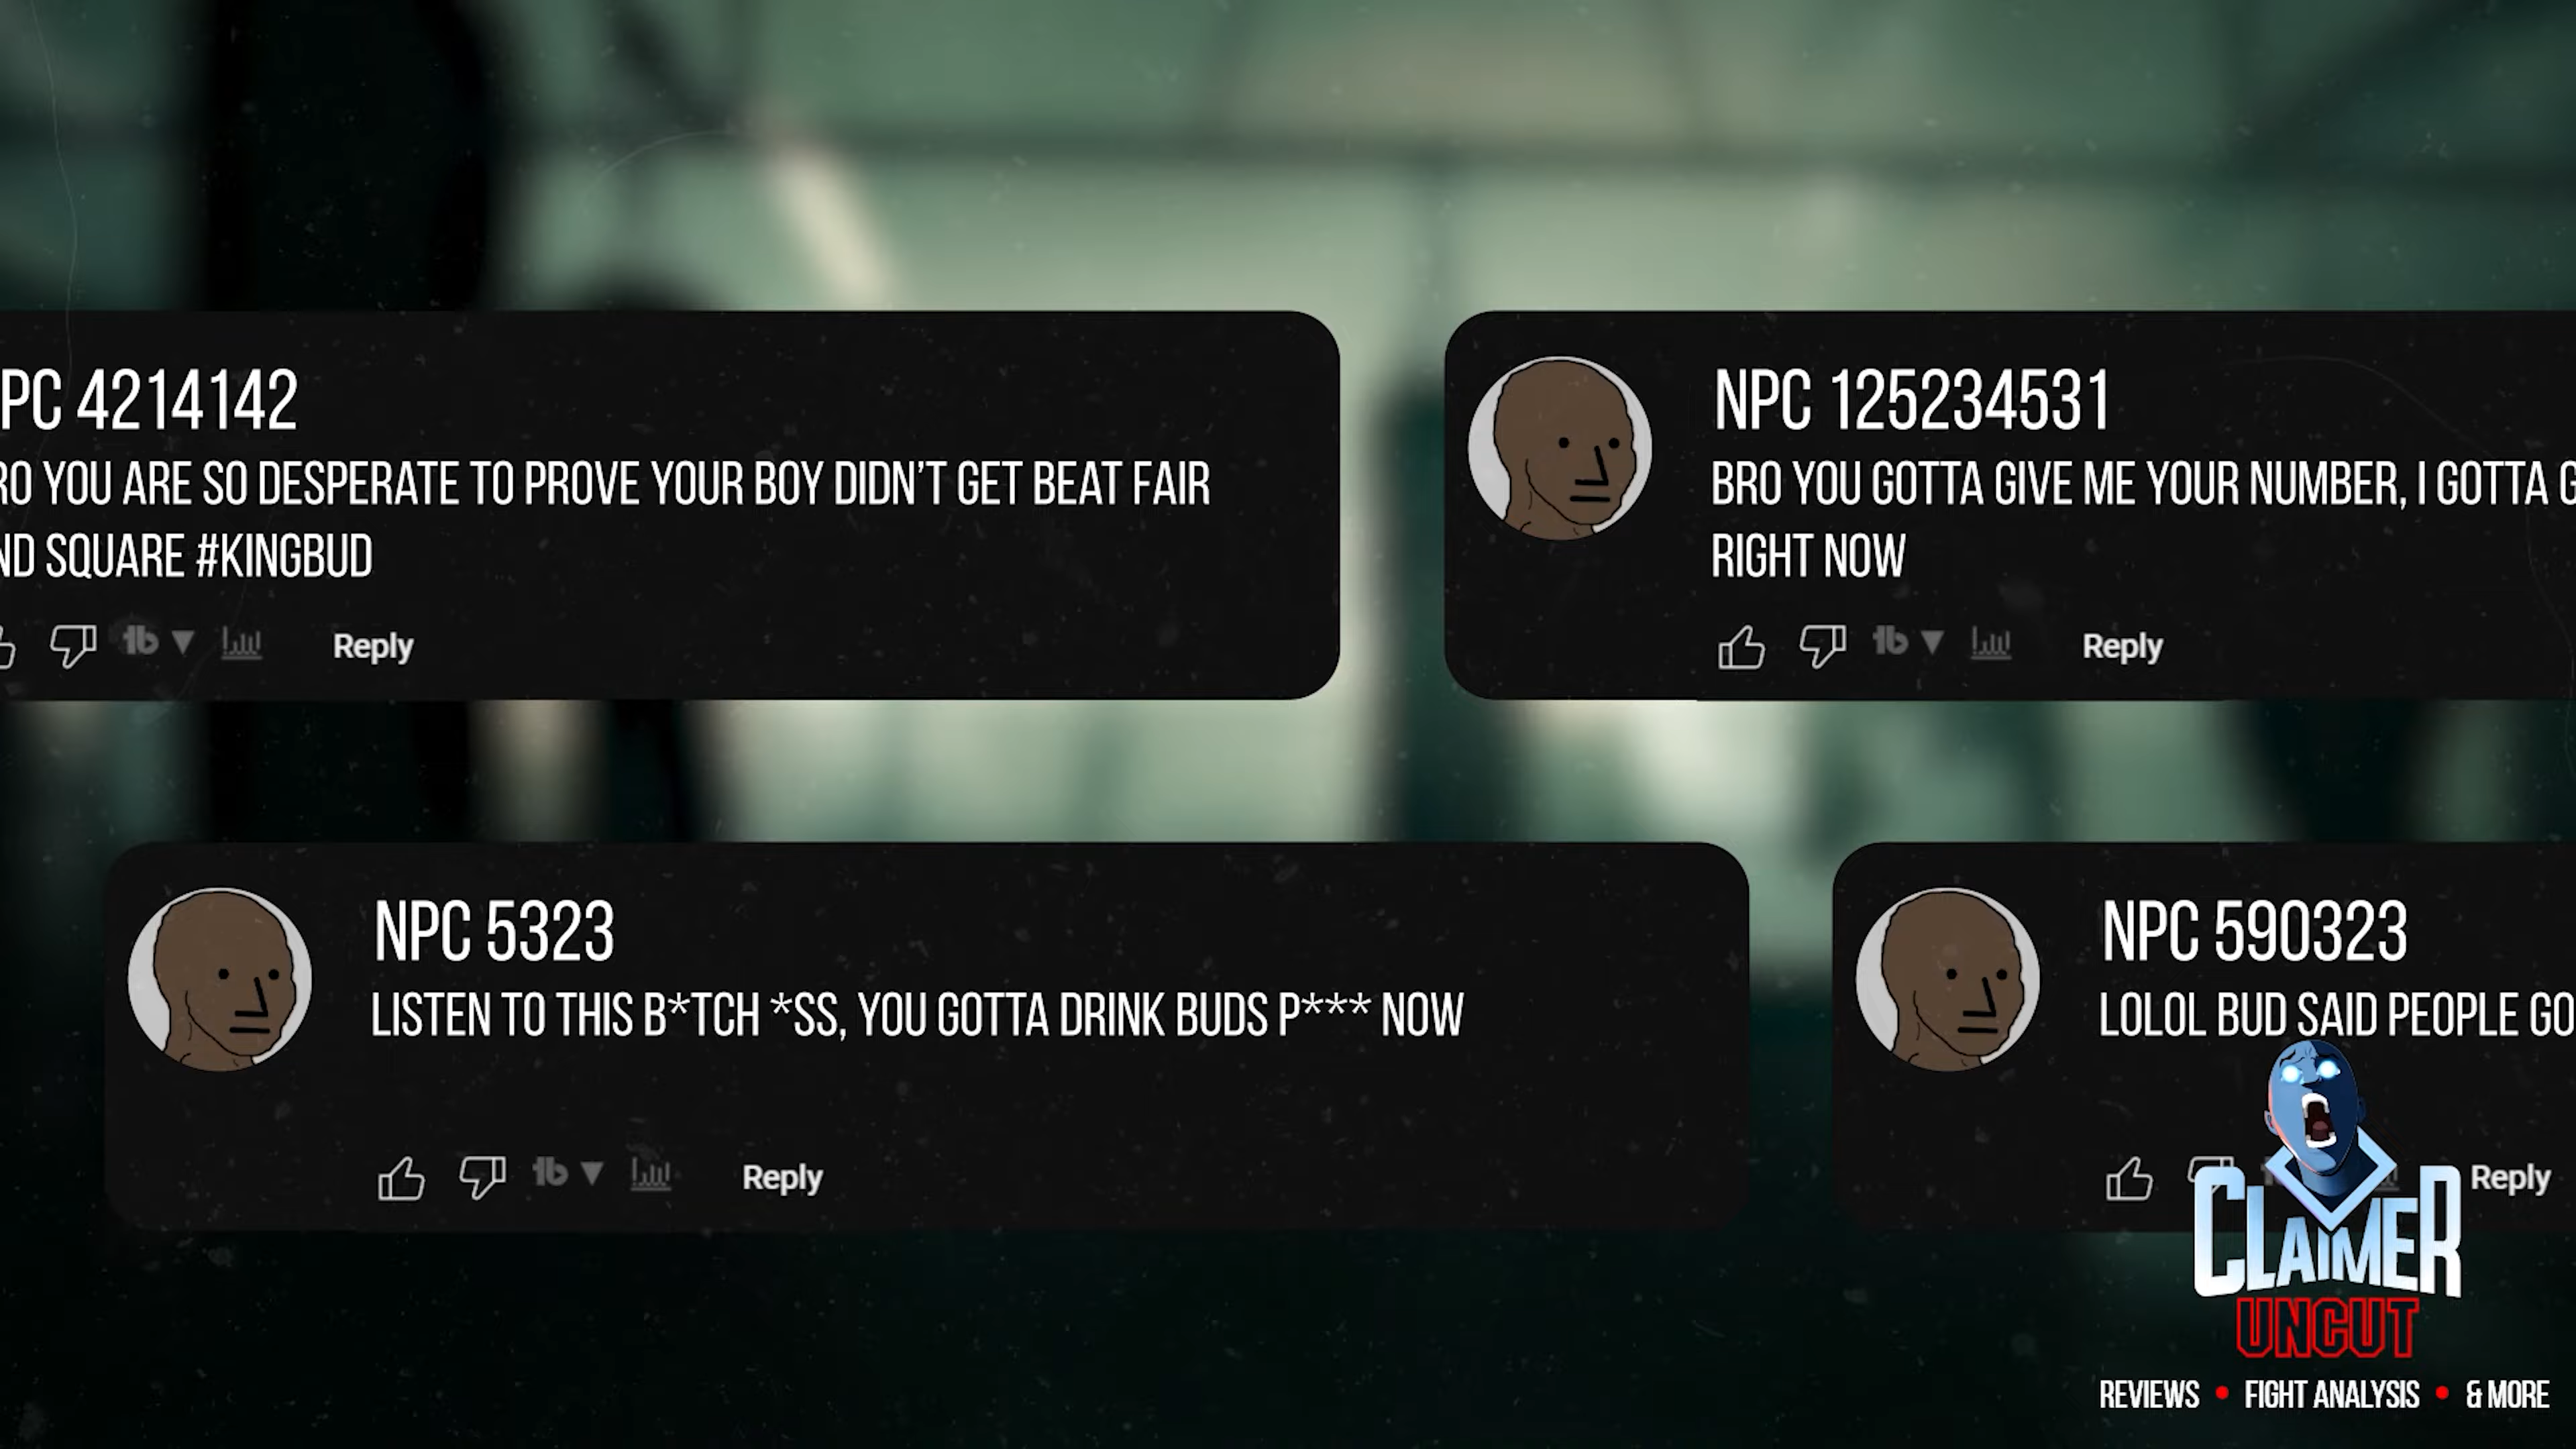 PC 4214142
RO YOU ARE SO DESPERATE TO PROVE YOUR BOY DIDN'T GET BEAT FAIR
ND SQUARE #KINGBUD
Reply
NPC 125234531
BRO YOU GOTTA GIVE ME YOUR NUMBER, I GOTTA G
RIGHT NOW
Reply
NPC 5323
LISTEN TO THIS B*TCH *SS, YOU GOTTA DRINK BUDS P*** NOW
Reply
NPC 590323
LOLOL BUD SAID PEOPLE GO
Reply
CLAIMER
UNCUT
REVIEWS • FIGHT ANALYSIS • & MORE